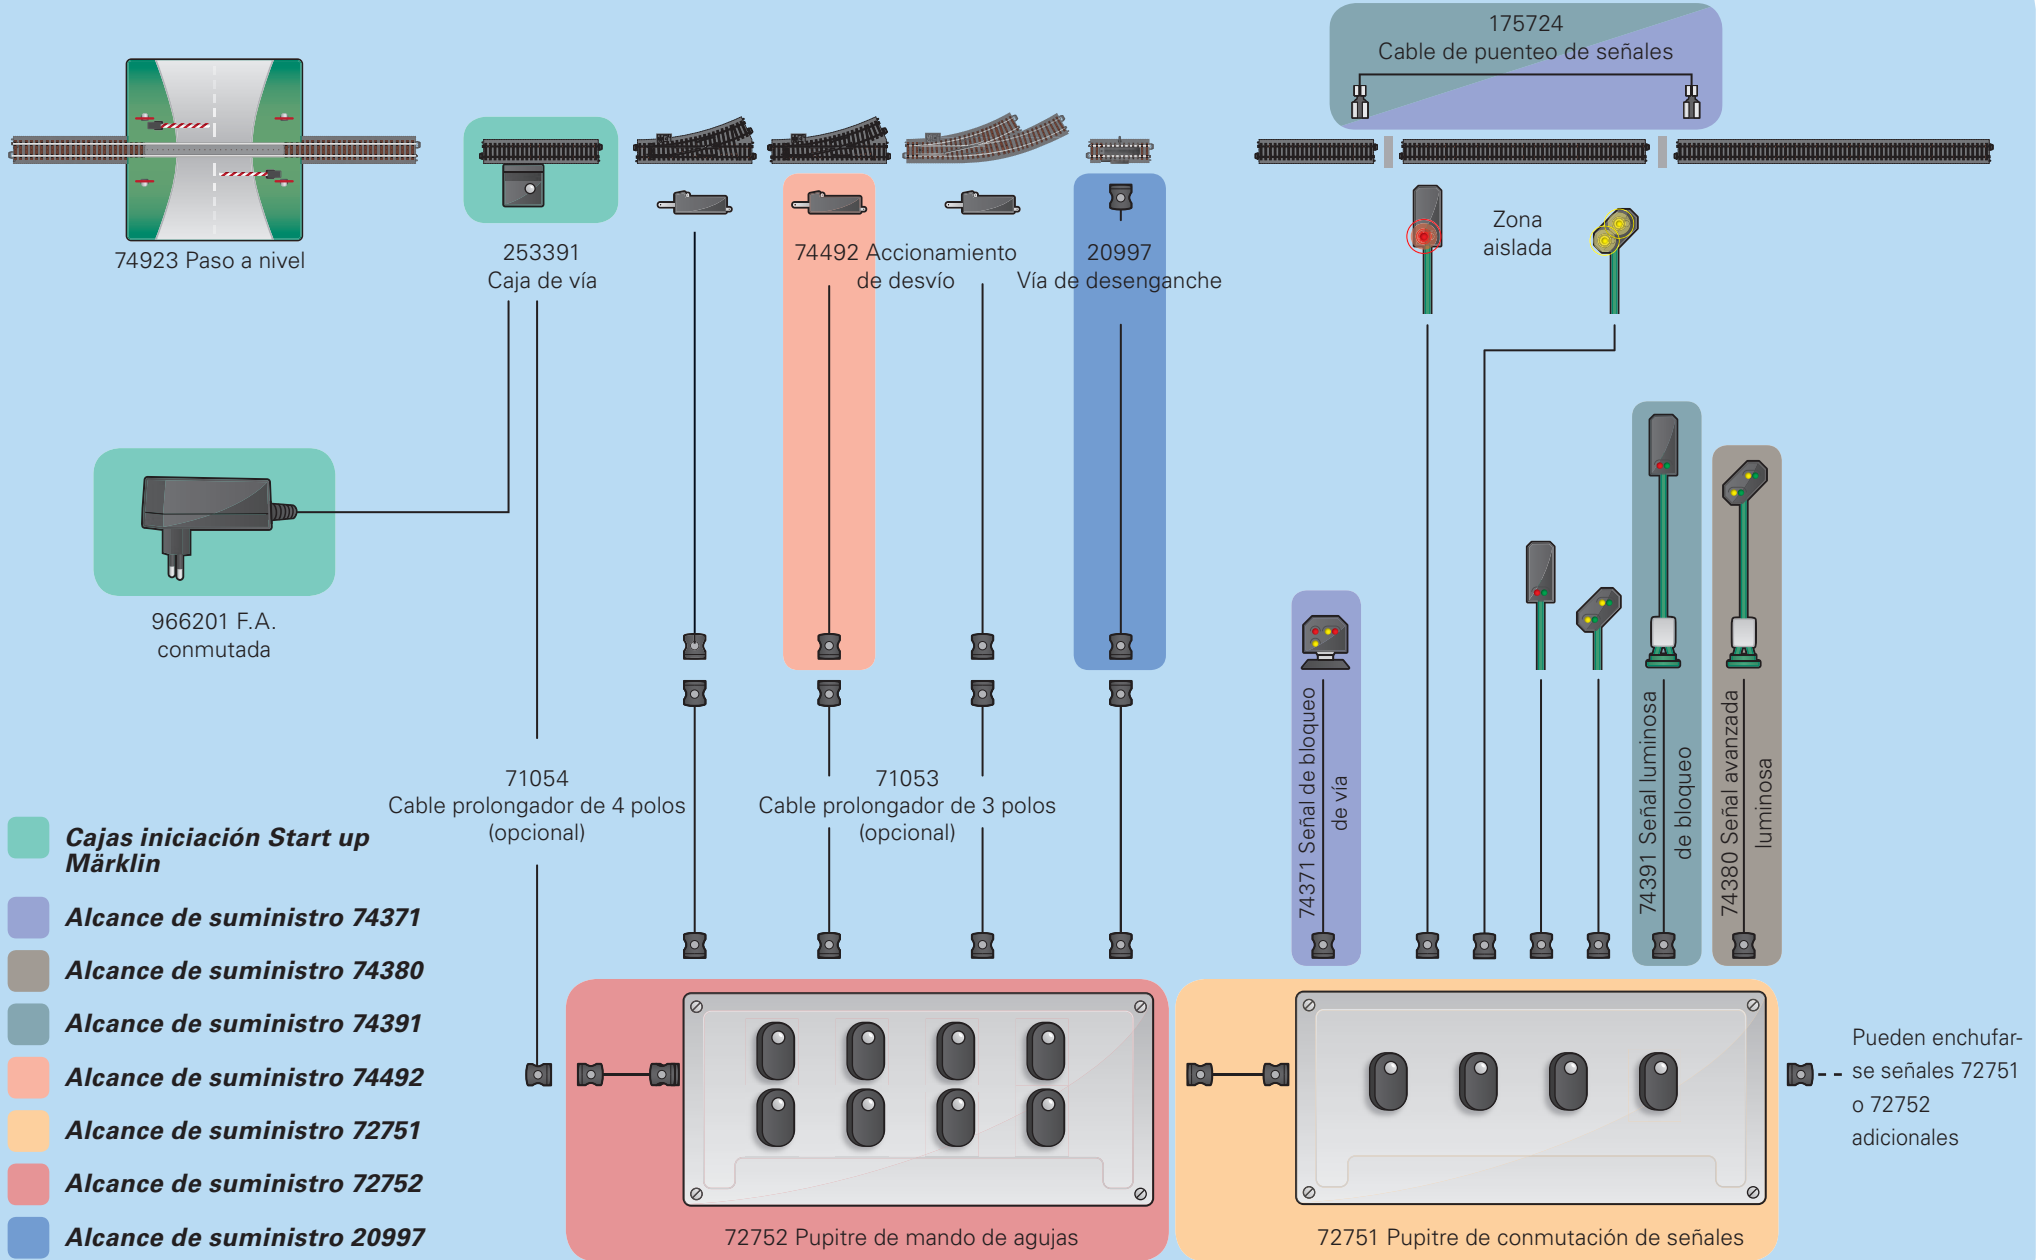 175724
Cable de puenteo de señales
74923 Paso a nivel
253391
Caja de vía
74492 Accionamiento
de desvío
20997
Vía de desenganche
Zona
aislada
966201 F.A.
conmutada
71054
Cable prolongador de 4 polos
(opcional)
71053
Cable prolongador de 3 polos
(opcional)
74371 Señal de bloqueo
de vía
74391 Señal luminosa
de bloqueo
74380 Señal avanzada
luminosa
Cajas iniciación Start up
Märklin
Alcance de suministro 74371
Alcance de suministro 74380
Alcance de suministro 74391
Alcance de suministro 74492
Alcance de suministro 72751
Alcance de suministro 72752
Alcance de suministro 20997
72752 Pupitre de mando de agujas
72751 Pupitre de conmutación de señales
Pueden enchufar-
se señales 72751
o 72752
adicionales